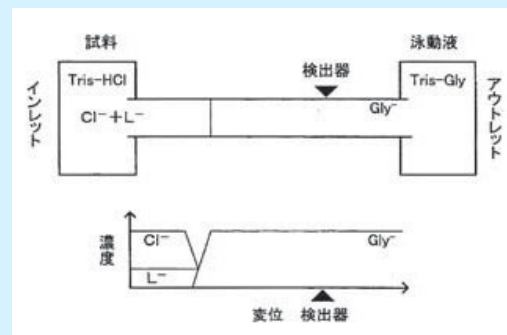 試料
泳動液
Tris-HCl
検出器
Tris-Gly
インレット
Cl⁻+L⁻
Gly⁻
アウトレット
濃度
Cl⁻
Gly⁻
L⁻
変位 検出器